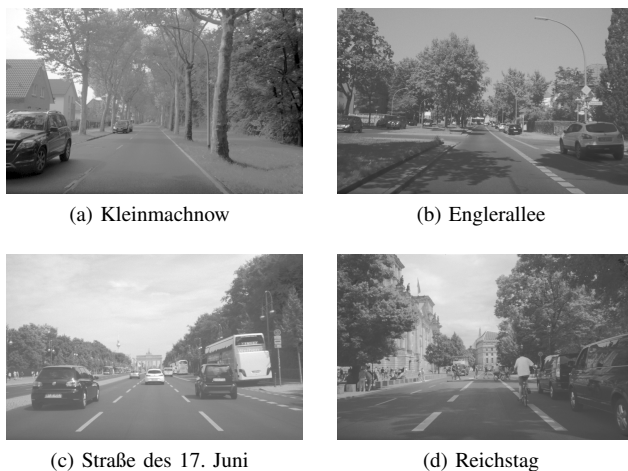 (a) Kleinmachnow
(b) Englerallee
(c) Straße des 17. Juni
(d) Reichstag